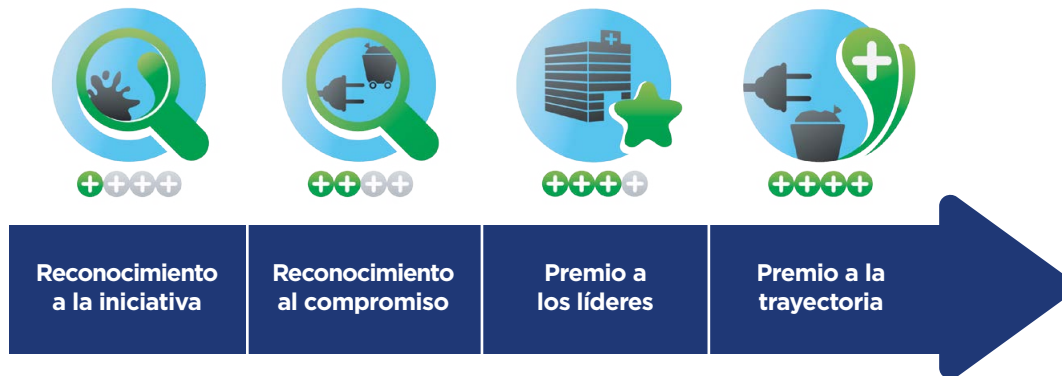 Reconocimiento
a la iniciativa
Reconocimiento
al compromiso
Premio a
los líderes
Premio a la
trayectoria